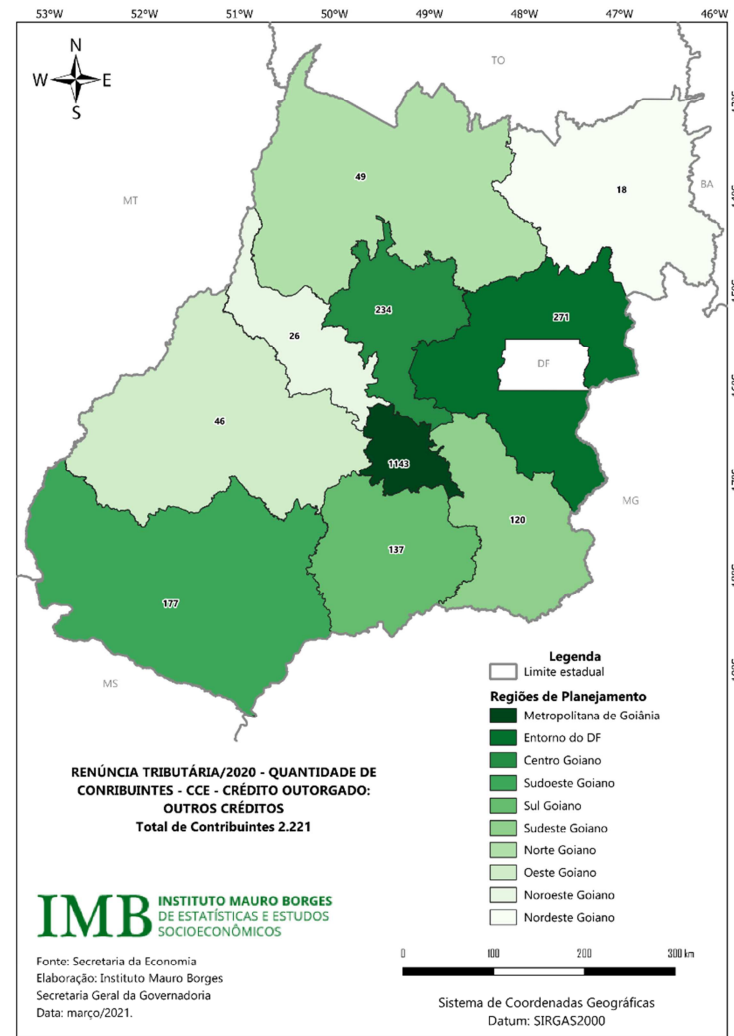 53°W 52°W 51°W 50°W 49°W 48°W 47°W 46°W
N
W E
S
TO
MT
BA
49
18
234
271
26
DF
46
1143
MG
120
137
177
MS
Legenda
Limite estadual
Regiões de Planejamento
Metropolitana de Goiânia
Entorno do DF
Centro Goiano
Sudoeste Goiano
Sul Goiano
Sudeste Goiano
Norte Goiano
Oeste Goiano
Noroeste Goiano
Nordeste Goiano
RENÚNCIA TRIBUTÁRIA/2020 - QUANTIDADE DE
CONRIBUINTES - CCE - CRÉDITO OUTORGADO:
OUTROS CRÉDITOS
Total de Contribuintes 2.221
IMB INSTITUTO MAURO BORGES
DE ESTATÍSTICAS E ESTUDOS
SOCIOECONÔMICOS
Fonte: Secretaria da Economia
Elaboração: Instituto Mauro Borges
Secretaria Geral da Governadoria
Data: março/2021.
0 100 200 300 km
Sistema de Coordenadas Geográficas
Datum: SIRGAS2000